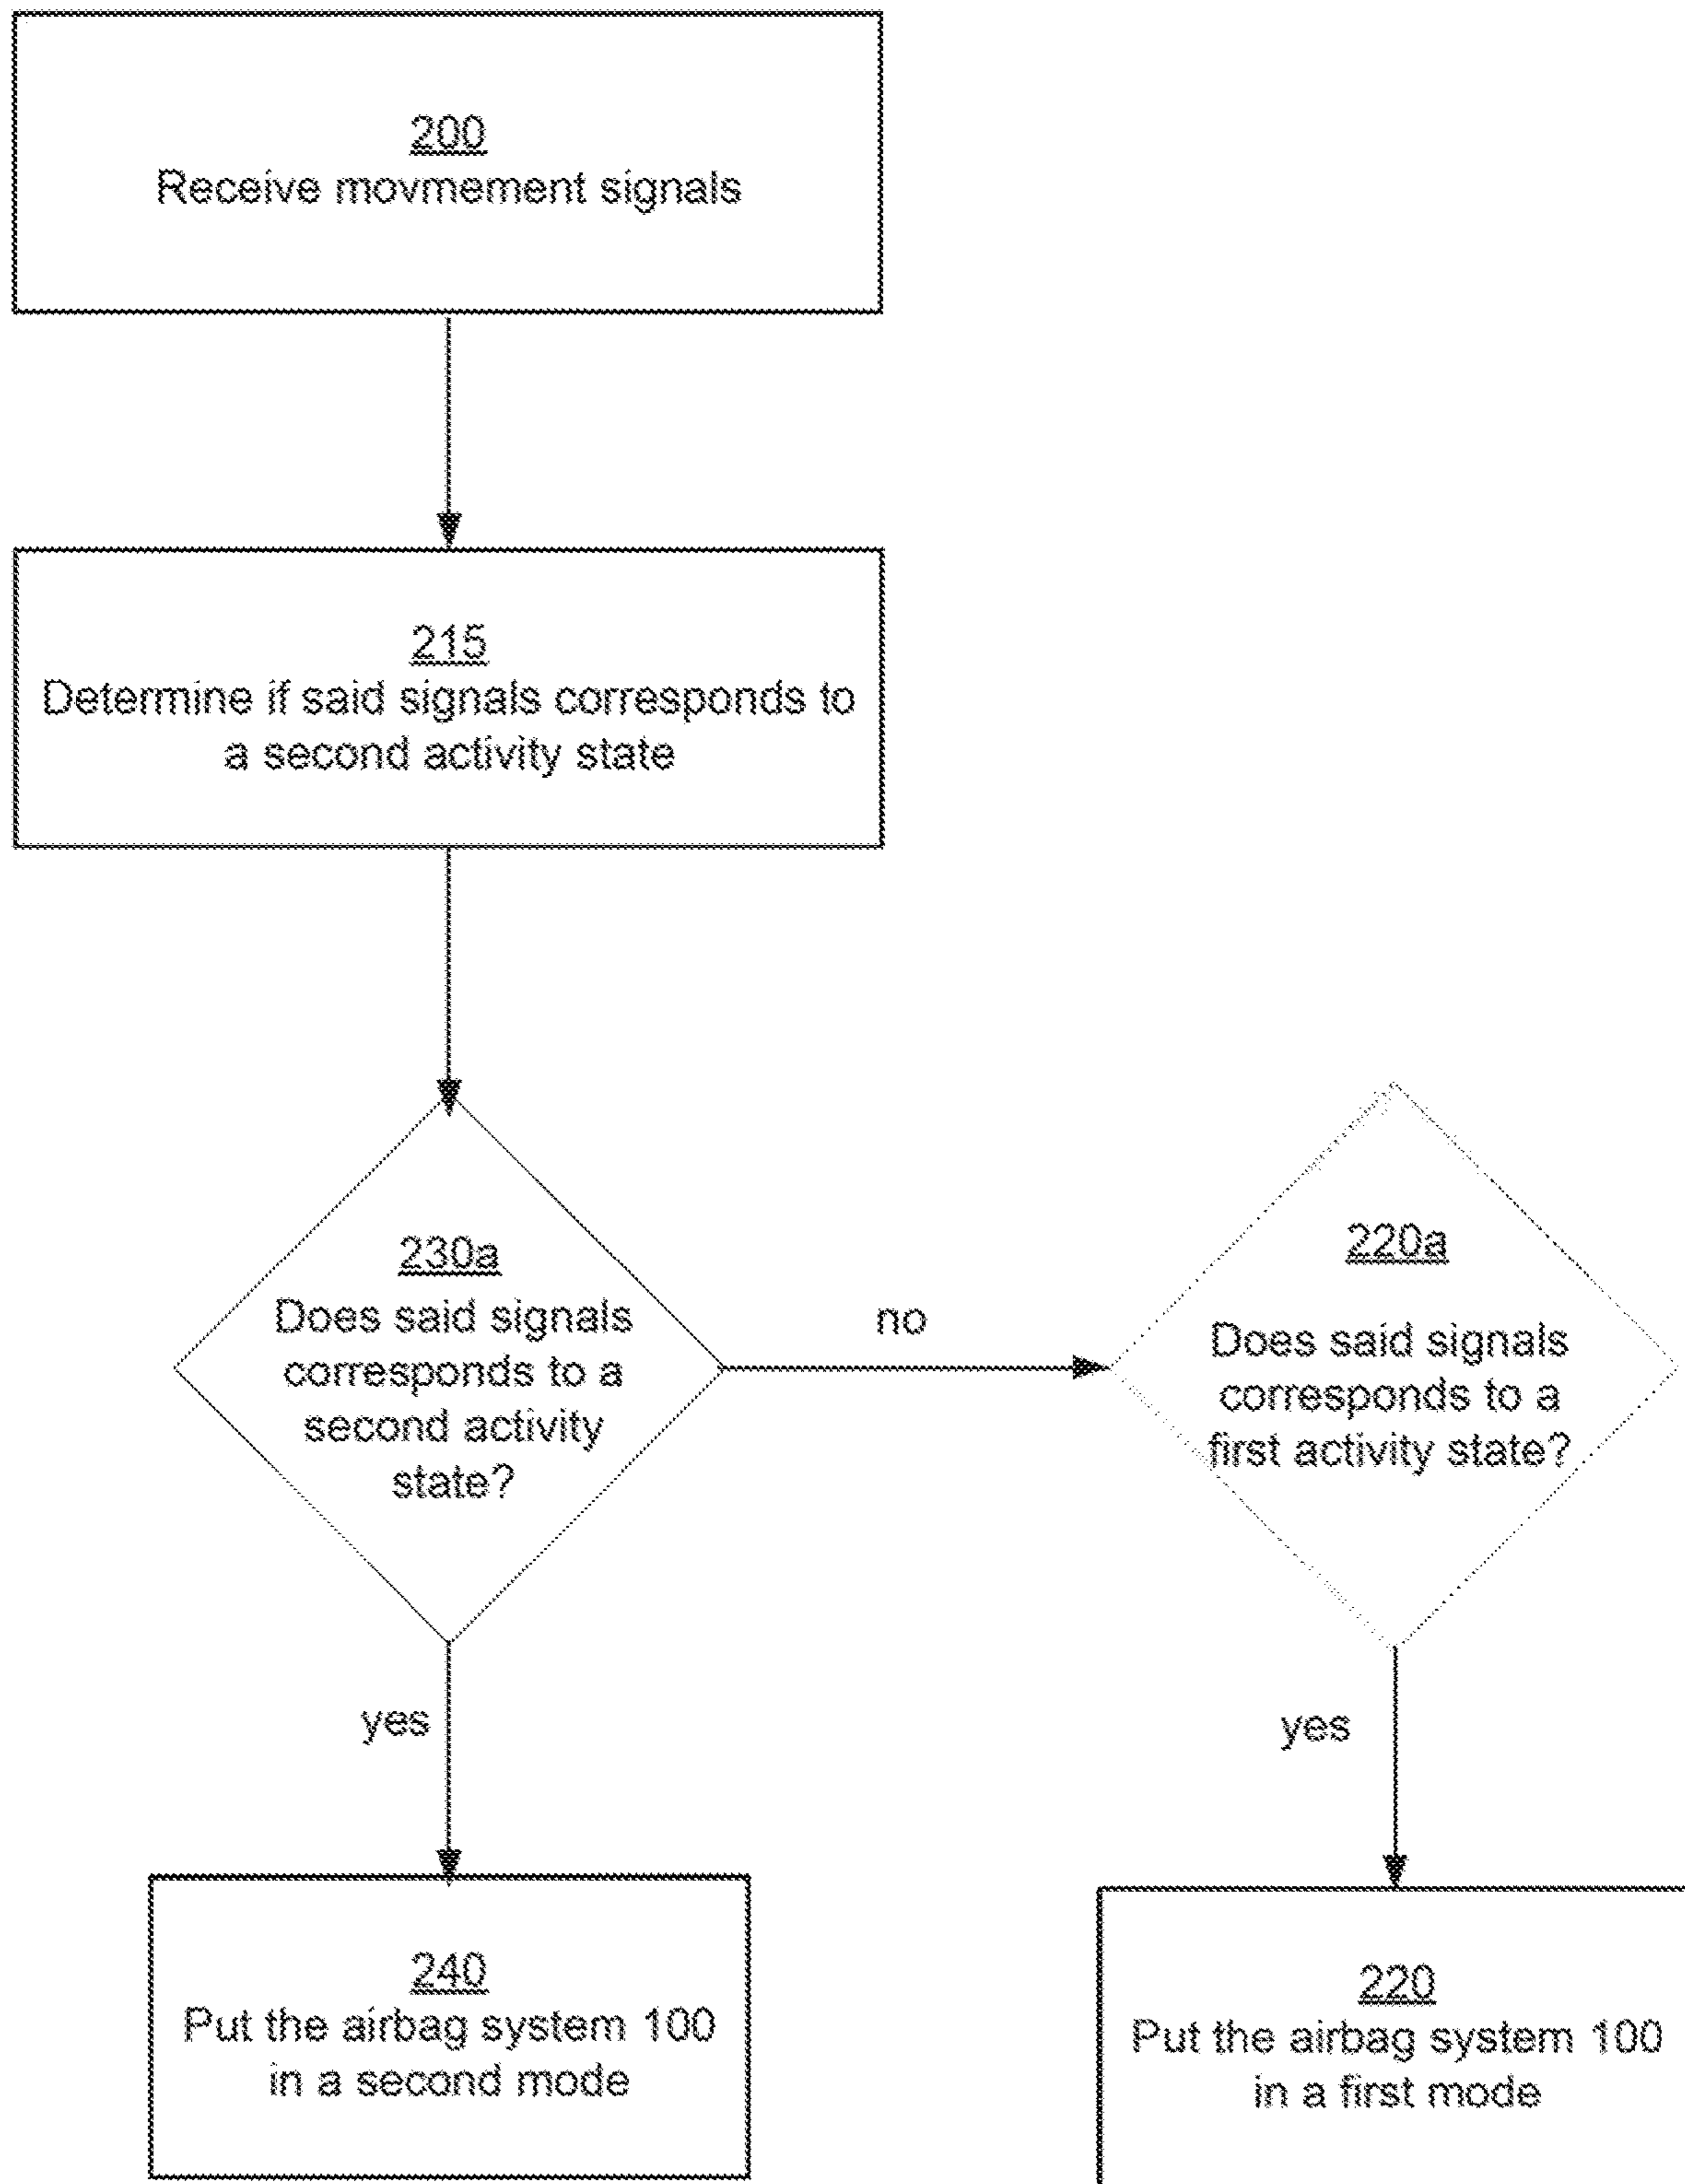 200
Receive movmement signals
215
Determine if said signals corresponds to
a second activity state
230a
Does said signals
corresponds to a
second activity
state?
no
220a
Does said signals
corresponds to a
first activity state?
yes
yes
240
Put the airbag system 100
in a second mode
220
Put the airbag system 100
in a first mode